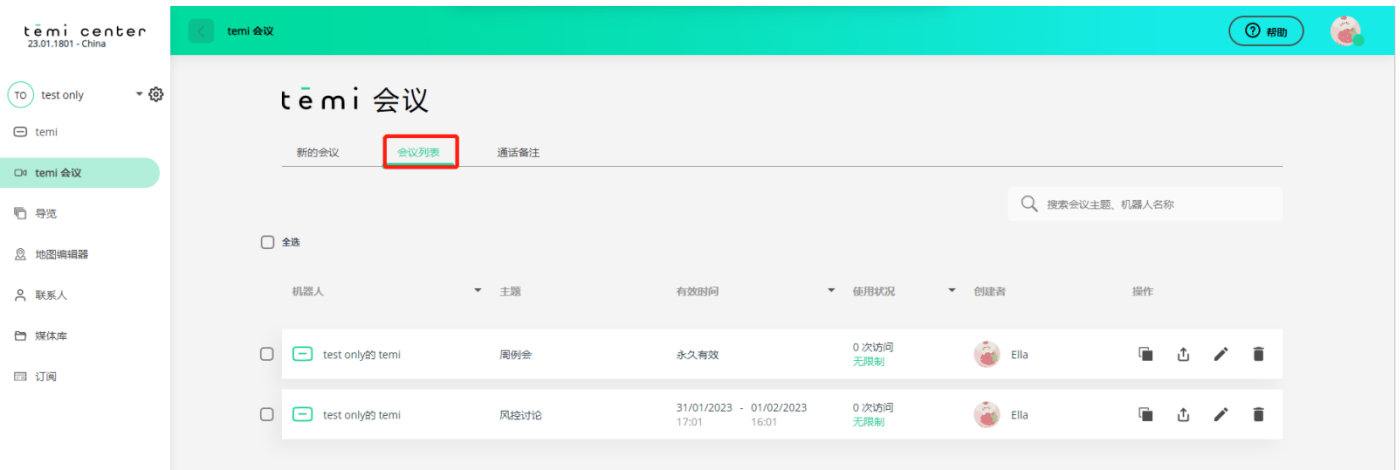 tēmi center
23.01.1801 - China
TO test only
temi
temi 会议
导览
地图编辑器
联系人
媒体库
订阅
temi 会议
帮助
tēmi 会议
新的会议 会议列表 通话备注
搜索会议主题、机器人名称
全选
机器人 主题 有效时间 使用状况 创建者 操作
test only的 temi 周例会 永久有效 0 次访问 Ella
无限制
test only的 temi 风控讨论 31/01/2023 - 01/02/2023 0 次访问 Ella
17:01 16:01 无限制